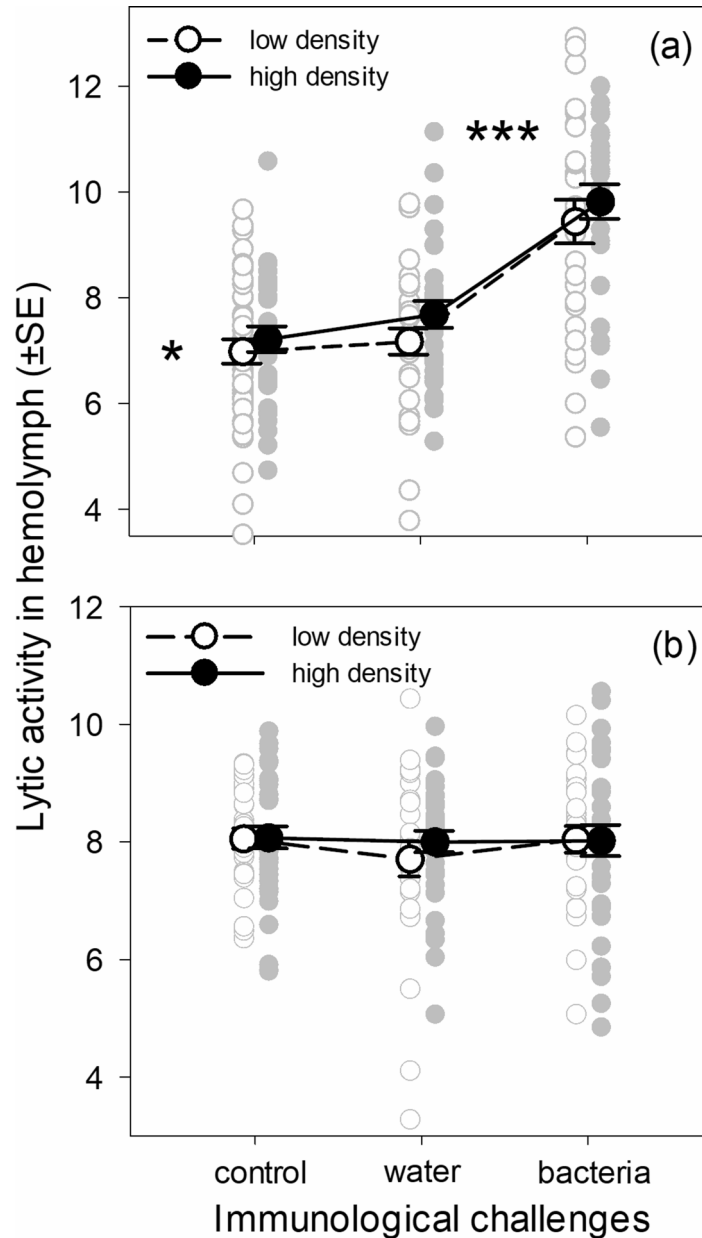 (a)
low density
high density
12
***
10
8
*
6
4
Lytic activity in hemolymph (±SE)
12
(b)
low density
high density
10
8
6
4
control water bacteria
Immunological challenges